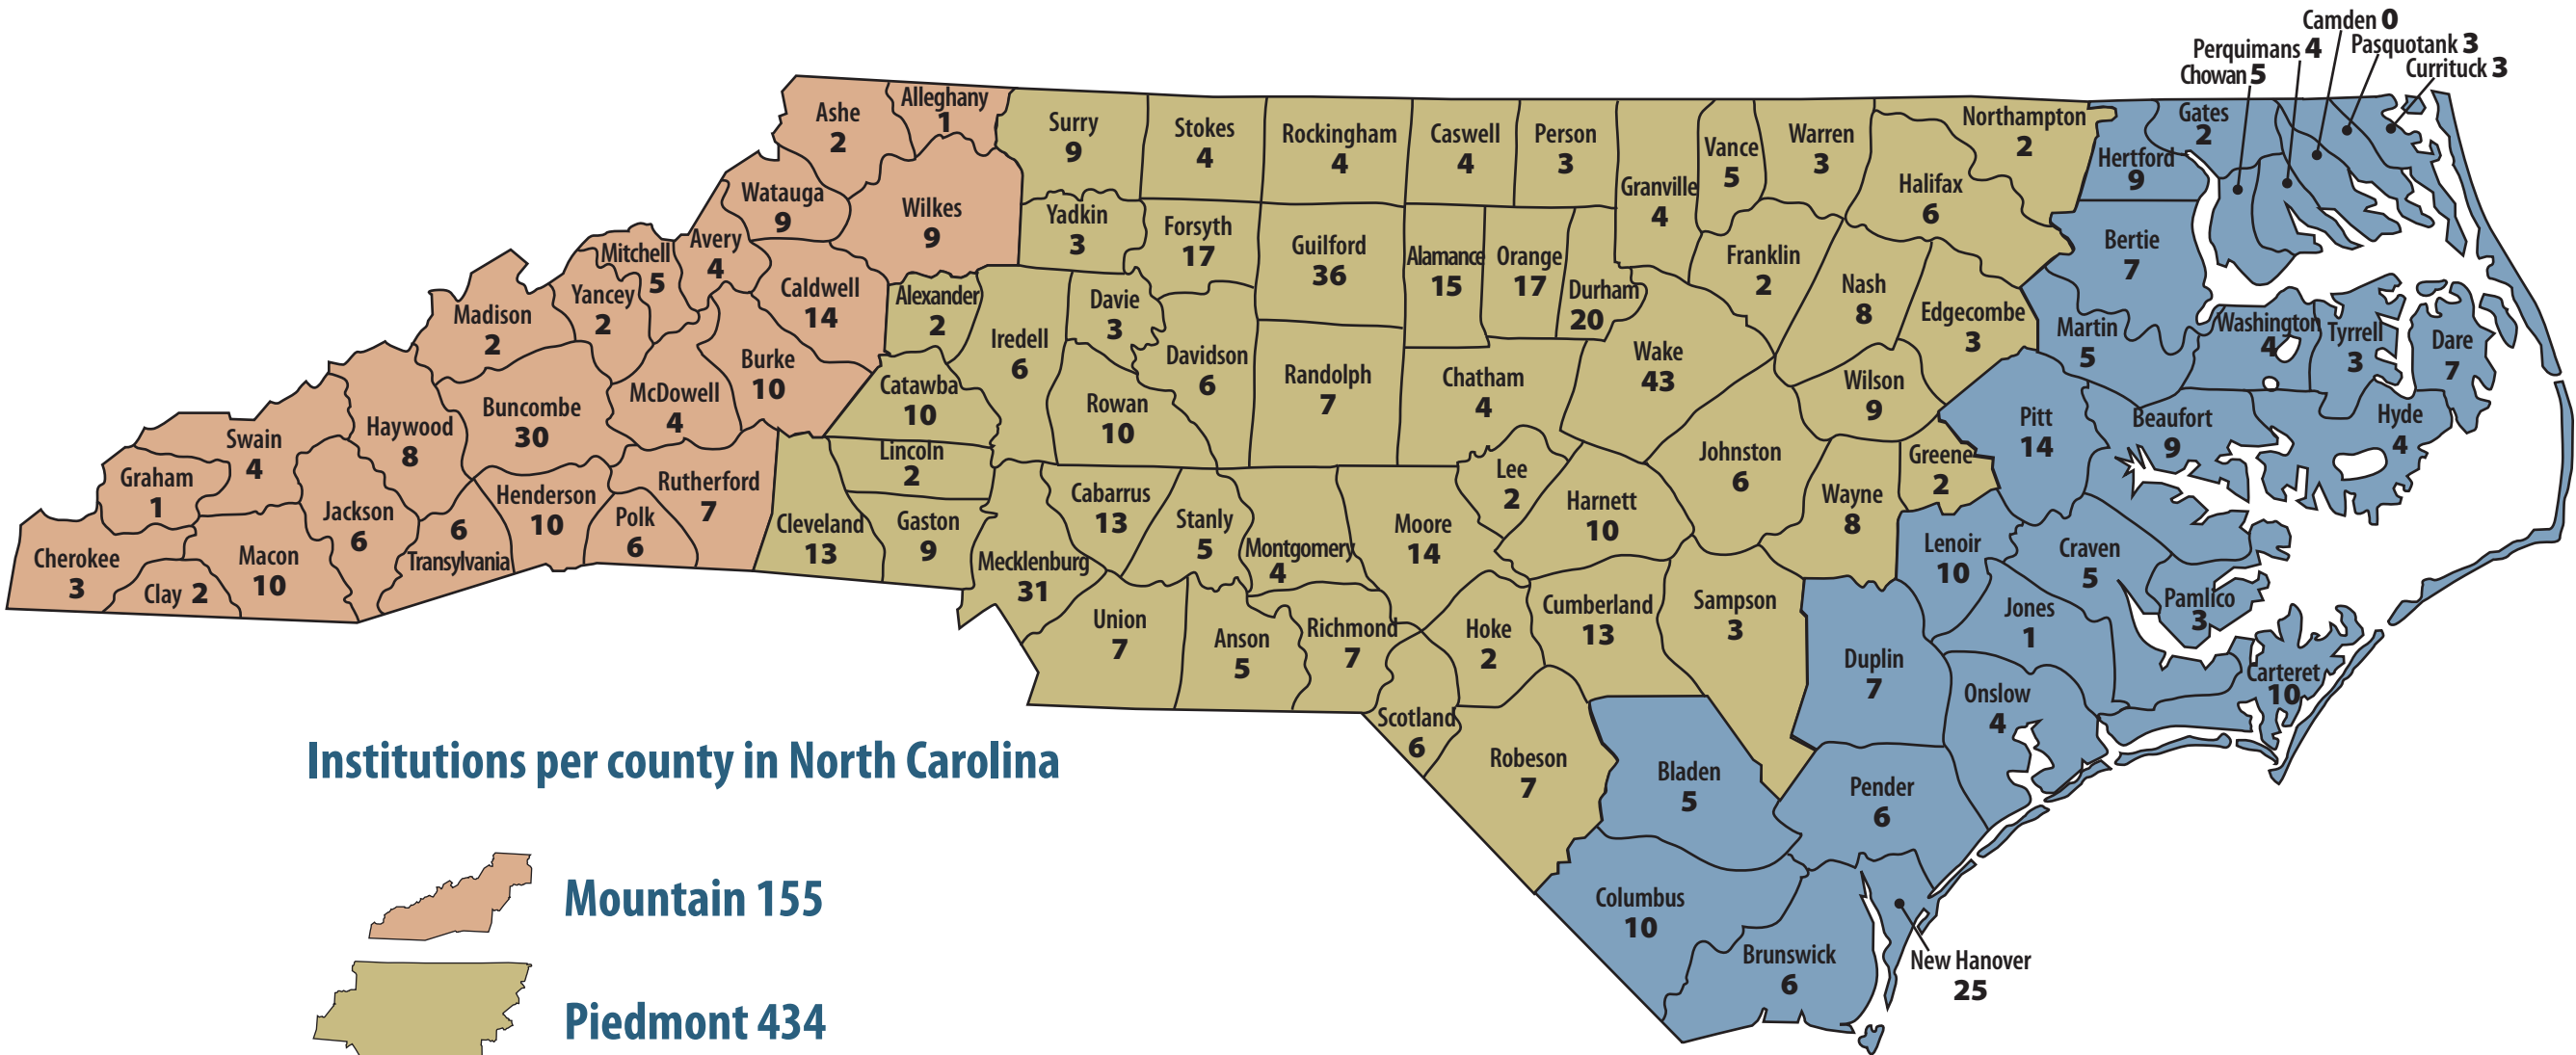 Camden 0
Perquimans 4
Pasquotank 3
Chowan 5
Currituck 3
Ashe
2
Alleghany
1
Surry
9
Stokes
4
Rockingham
4
Caswell
4
Person
3
Granville
4
Vance
5
Warren
3
Halifax
6
Northampton
2
Hertford
9
Gates
2
Watauga
9
Wilkes
9
Yadkin
3
Forsyth
17
Guilford
36
Alamance
15
Orange
17
Durham
20
Franklin
2
Nash
8
Edgecombe
3
Bertie
7
Martin
5
Washington
4
Tyrrell
3
Dare
7
Mitchell
5
Avery
4
Caldwell
14
Alexander
2
Iredell
6
Davie
3
Davidson
6
Randolph
7
Chatham
4
Wake
43
Wilson
9
Madison
2
Yancey
2
Burke
10
McDowell
4
Buncombe
30
Haywood
8
Catawba
10
Rowan
10
Lincoln
2
Johnston
6
Greene
2
Pitt
14
Beaufort
9
Hyde
4
Swain
4
Graham
1
Jackson
6
Cherokee
3
Clay 2
Macon
10
6
Transylvania
Henderson
10
Polk
6
Rutherford
7
Cleveland
13
Gaston
9
Mecklenburg
31
Cabarrus
13
Stanly
5
Montgomery
4
Moore
14
Lee
2
Harnett
10
Wayne
8
Lenoir
10
Craven
5
Pamlico
3
Jones
1
Carteret
10
Union
7
Anson
5
Richmond
7
Hoke
2
Cumberland
13
Sampson
3
Duplin
7
Onslow
4
Scotland
6
Robeson
7
Bladen
5
Pender
6
Columbus
10
Brunswick
6
New Hanover
25
Institutions per county in North Carolina
Mountain 155
Piedmont 434